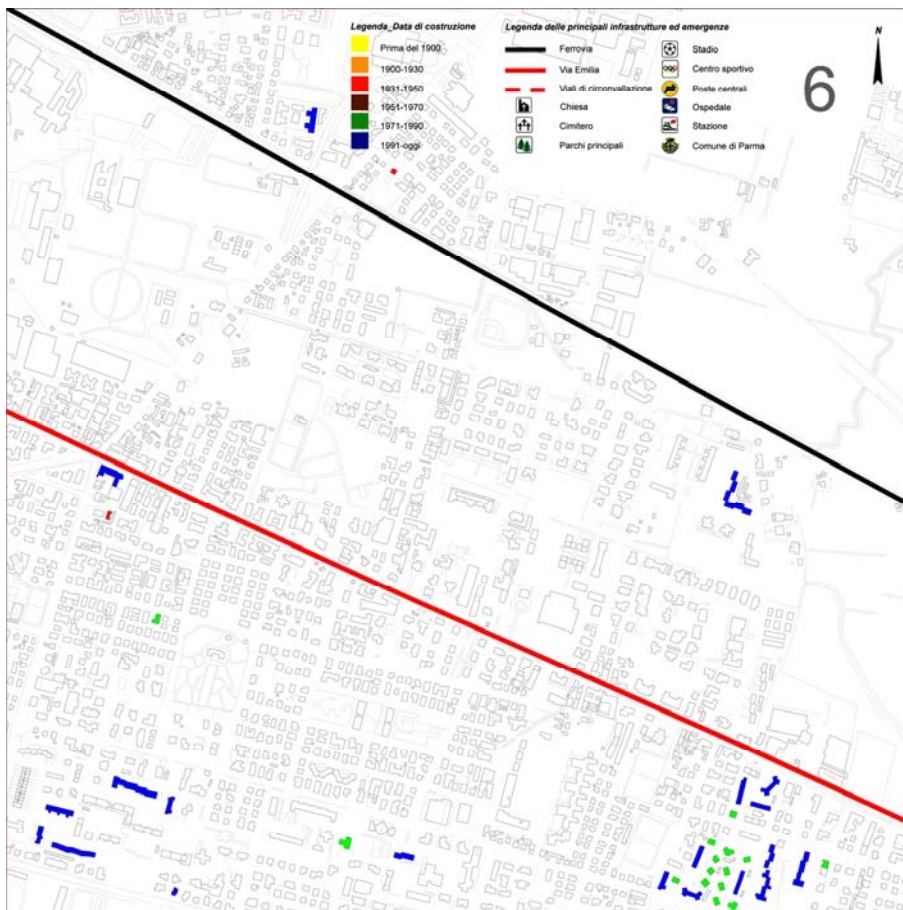 Legenda_Data di costruzione
Prima del 1900
1900-1930
1931-1950
1951-1970
1971-1990
1991-oggi
Legenda delle principali infrastrutture ed emergenze
Ferrovia
Via Emilia
Viali di circonvallazione
Chiesa
Cimitero
Parchi principali
Stadio
Centro sportivo
Poste centrali
Ospedale
Stazione
Comune di Parma
6
N